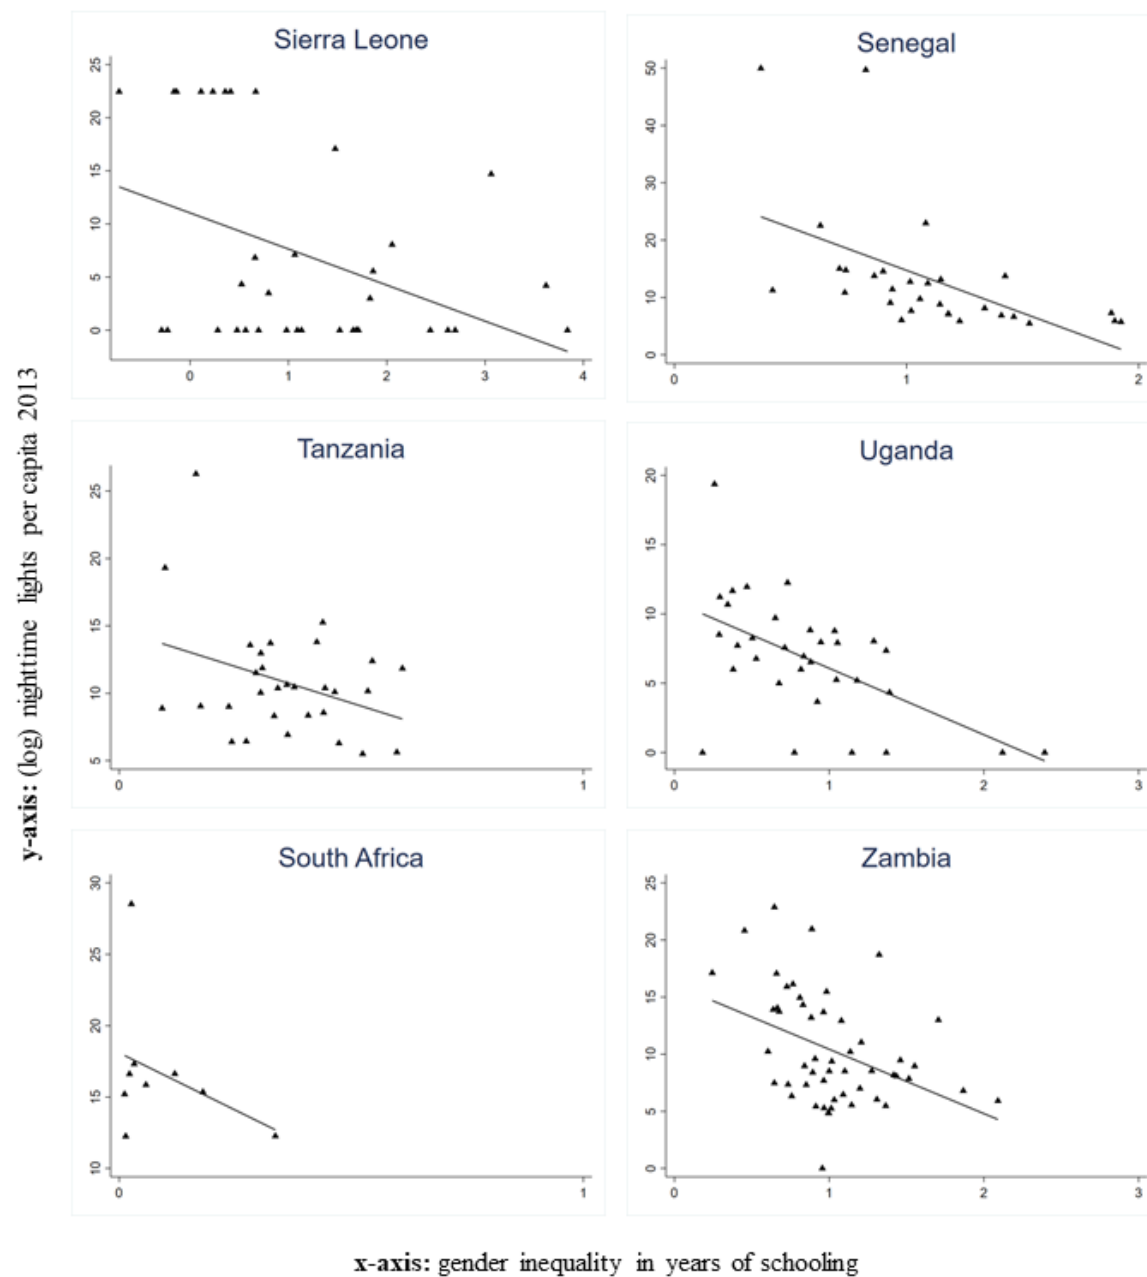 Sierra Leone
25
20
15
10
5
0
0 1 2 3 4
Senegal
50
40
30
20
10
0
0 1 2
Tanzania
25
20
15
10
5
0 1
Uganda
20
15
10
5
0
0 1 2 3
South Africa
30
25
20
15
10
0 1
Zambia
25
20
15
10
5
0
0 1 2 3
y-axis: (log) nighttime lights per capita 2013
x-axis: gender inequality in years of schooling